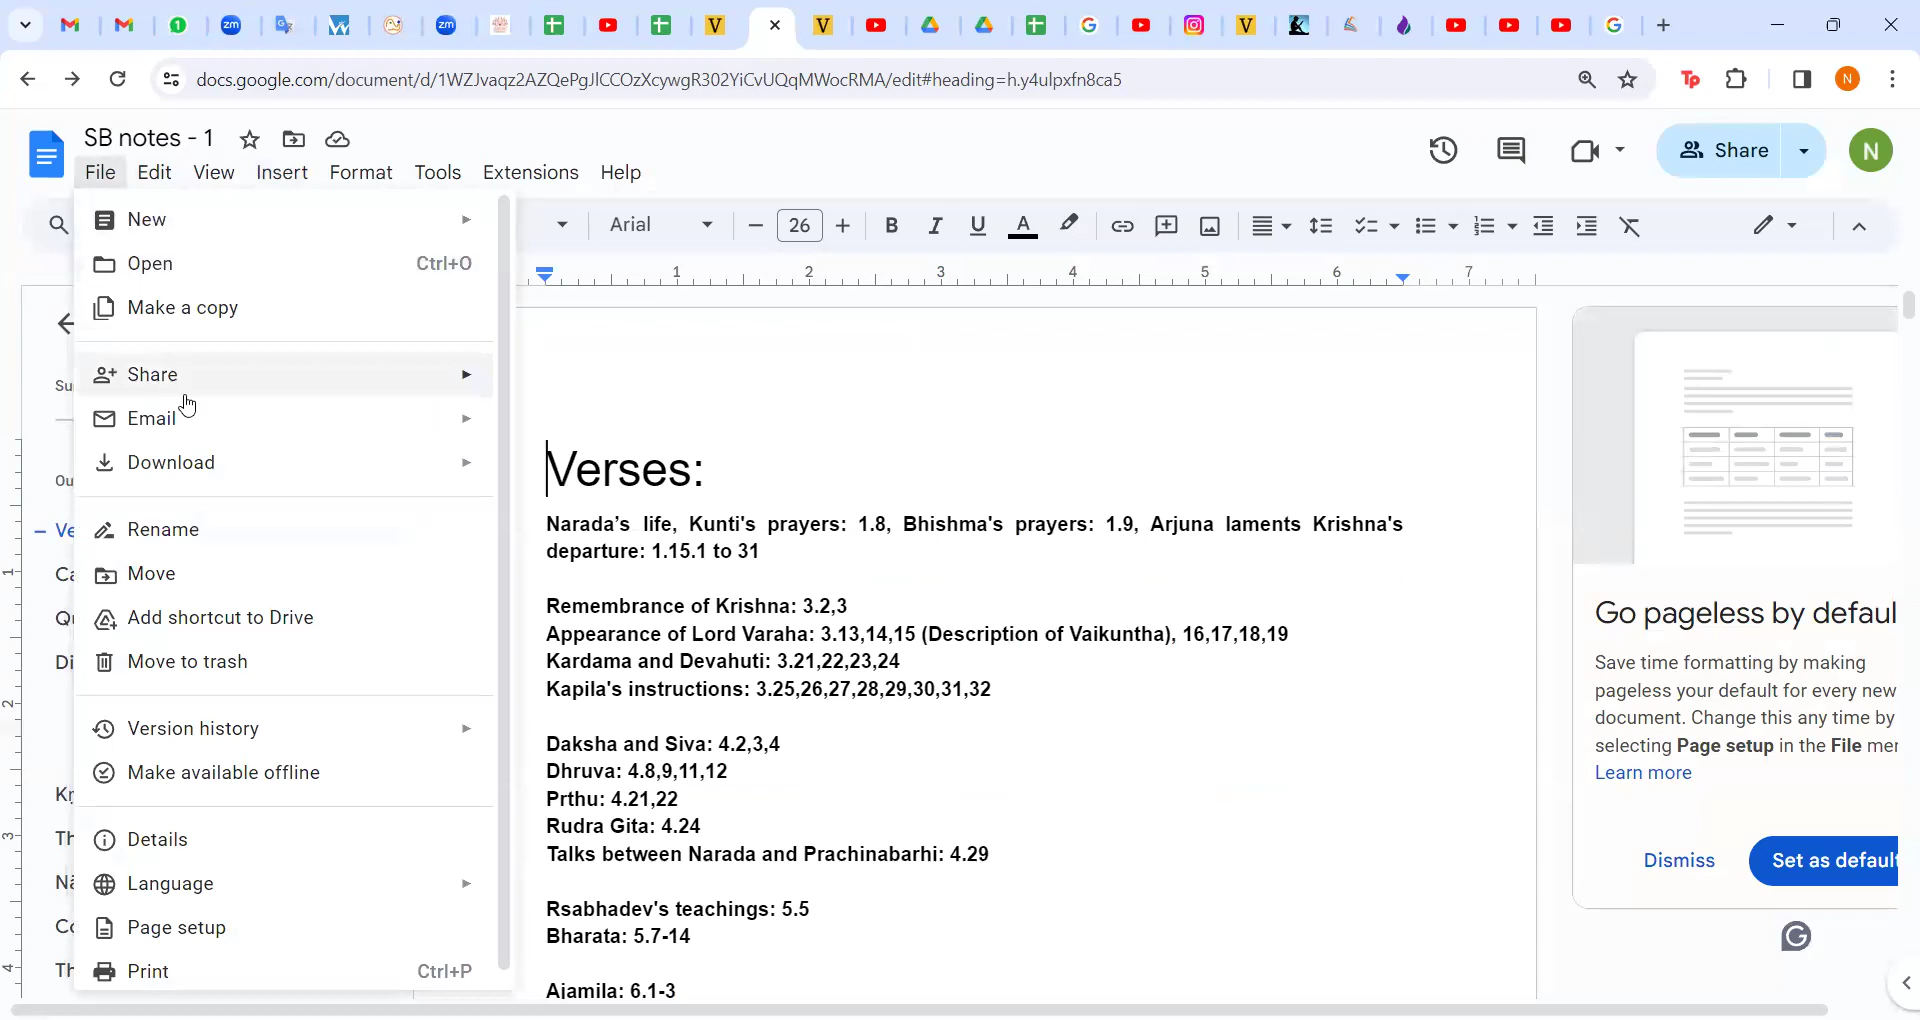 docs.google.com/document/d/1WZJvaqz2AZQePgJlCCOzXcywgR302YiCvUQqMWocRMA/edit#heading=h.y4ulpxfn8ca5
SB notes - 1
File Edit View Insert Format Tools Extensions Help
Share
N
Arial
26
New
Open Ctrl+O
Make a copy
Share
Email
Download
Rename
Move
Add shortcut to Drive
Move to trash
Version history
Make available offline
Details
Language
Page setup
Print Ctrl+P
1 2 3 4 5 6 7
Verses:
Narada's life, Kunti's prayers: 1.8, Bhishma's prayers: 1.9, Arjuna laments Krishna's
departure: 1.15.1 to 31
Remembrance of Krishna: 3.2,3
Appearance of Lord Varaha: 3.13,14,15 (Description of Vaikuntha), 16,17,18,19
Kardama and Devahuti: 3.21,22,23,24
Kapila's instructions: 3.25,26,27,28,29,30,31,32
Daksha and Siva: 4.2,3,4
Dhruva: 4.8,9,11,12
Prthu: 4.21,22
Rudra Gita: 4.24
Talks between Narada and Prachinabarhi: 4.29
Rsabhadev's teachings: 5.5
Bharata: 5.7-14
Ajamila: 6.1-3
Go pageless by defaul
Save time formatting by making
pageless your default for every new
document. Change this any time by
selecting Page setup in the File mer
Learn more
Dismiss
Set as default